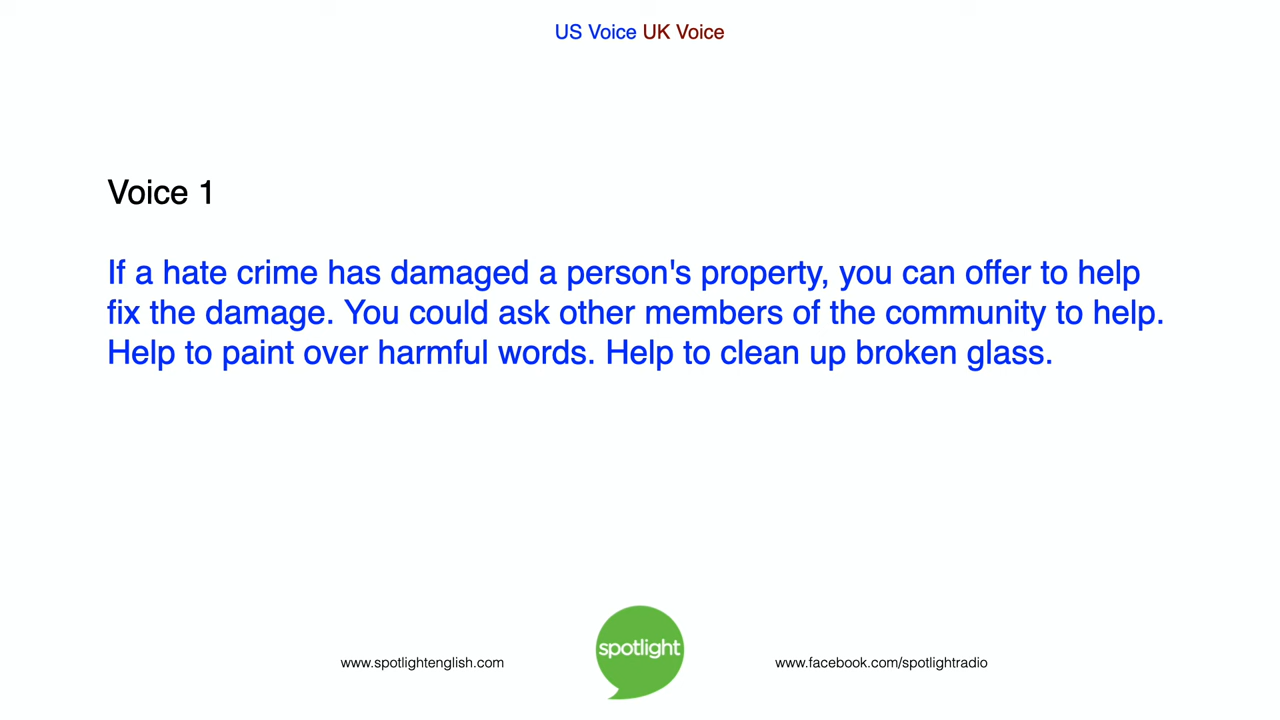 US Voice UK Voice
Voice 1
If a hate crime has damaged a person's property, you can offer to help
fix the damage. You could ask other members of the community to help.
Help to paint over harmful words. Help to clean up broken glass.
spotlight
www.spotlightenglish.com
www.facebook.com/spotlightradio